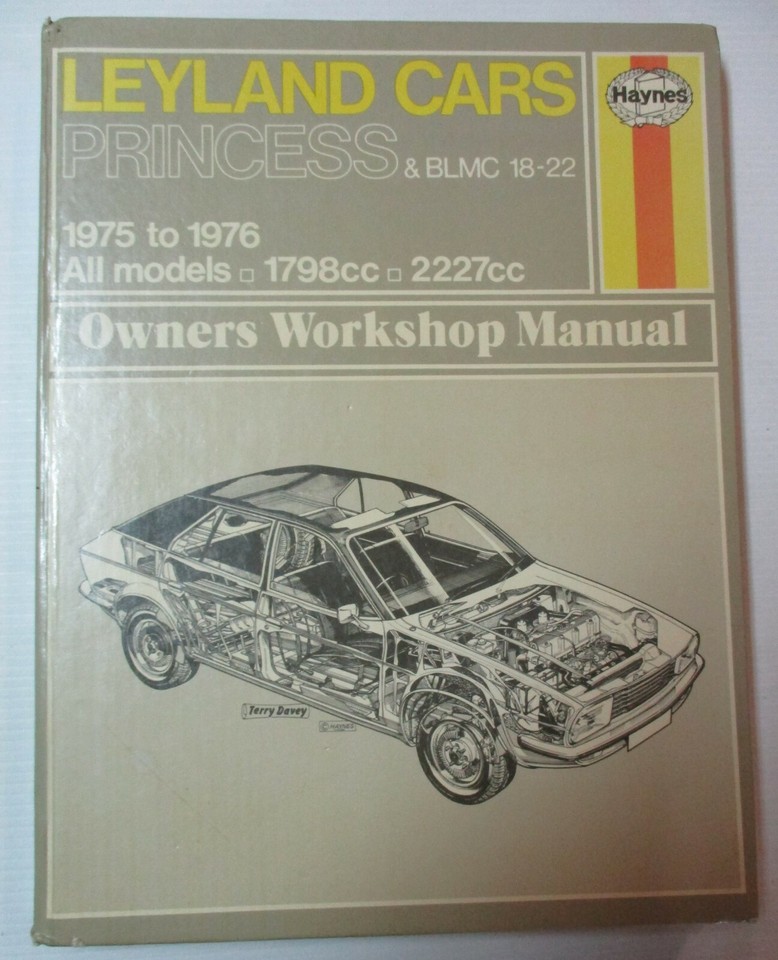 LEYLAND CARS
Haynes
PRINCESS & BLMC 18-22
1975 to 1976
All models □ 1798cc □ 2227cc
Owners Workshop Manual
Terry Davey
© HAYNES